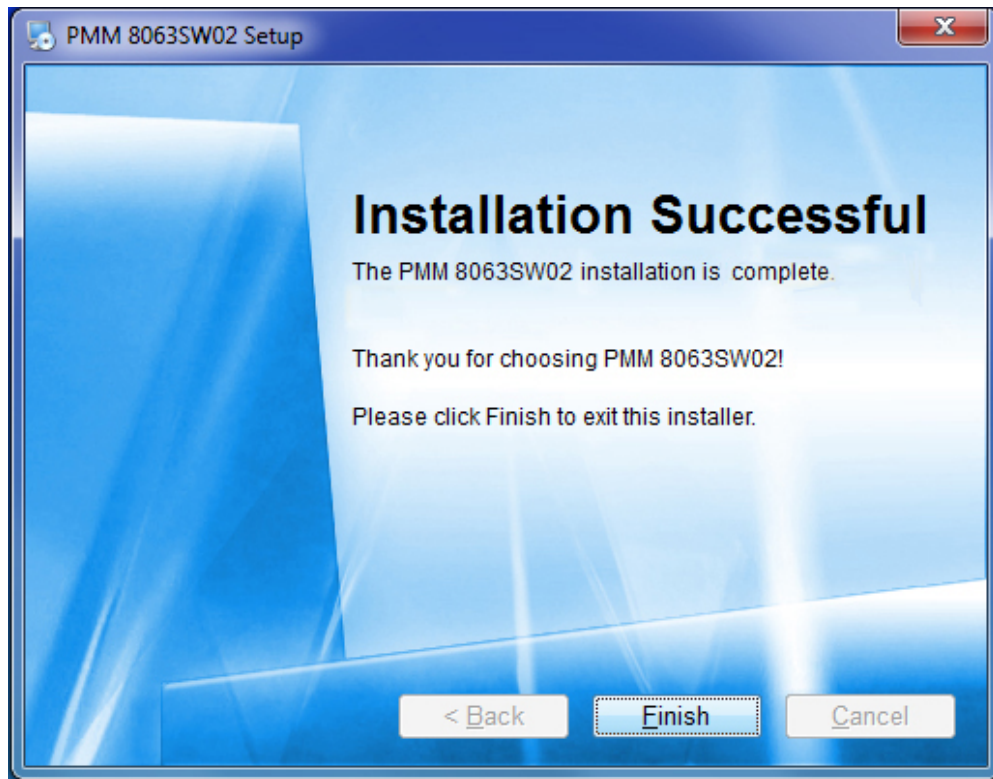 PMM 8063SW02 Setup
Installation Successful
The PMM 8063SW02 installation is complete.
Thank you for choosing PMM 8063SW02!
Please click Finish to exit this installer.
< Back Finish Cancel